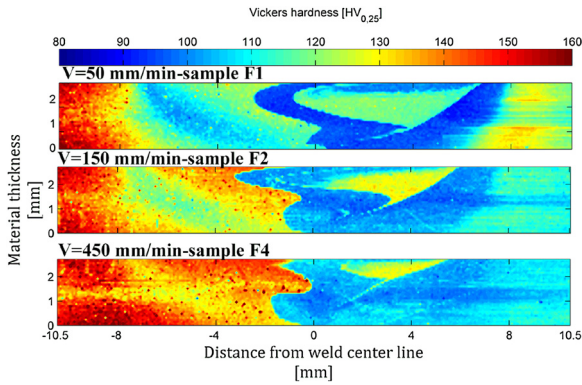 Vickers hardness [HV0,25]
80 90 100 110 120 130 140 150 160
V=50 mm/min-sample F1
2
1
0
V=150 mm/min-sample F2
2
1
0
V=450 mm/min-sample F4
2
1
0
-10.5 -8 -4 0 4 8 10.5
Material thickness
[mm]
Distance from weld center line
[mm]